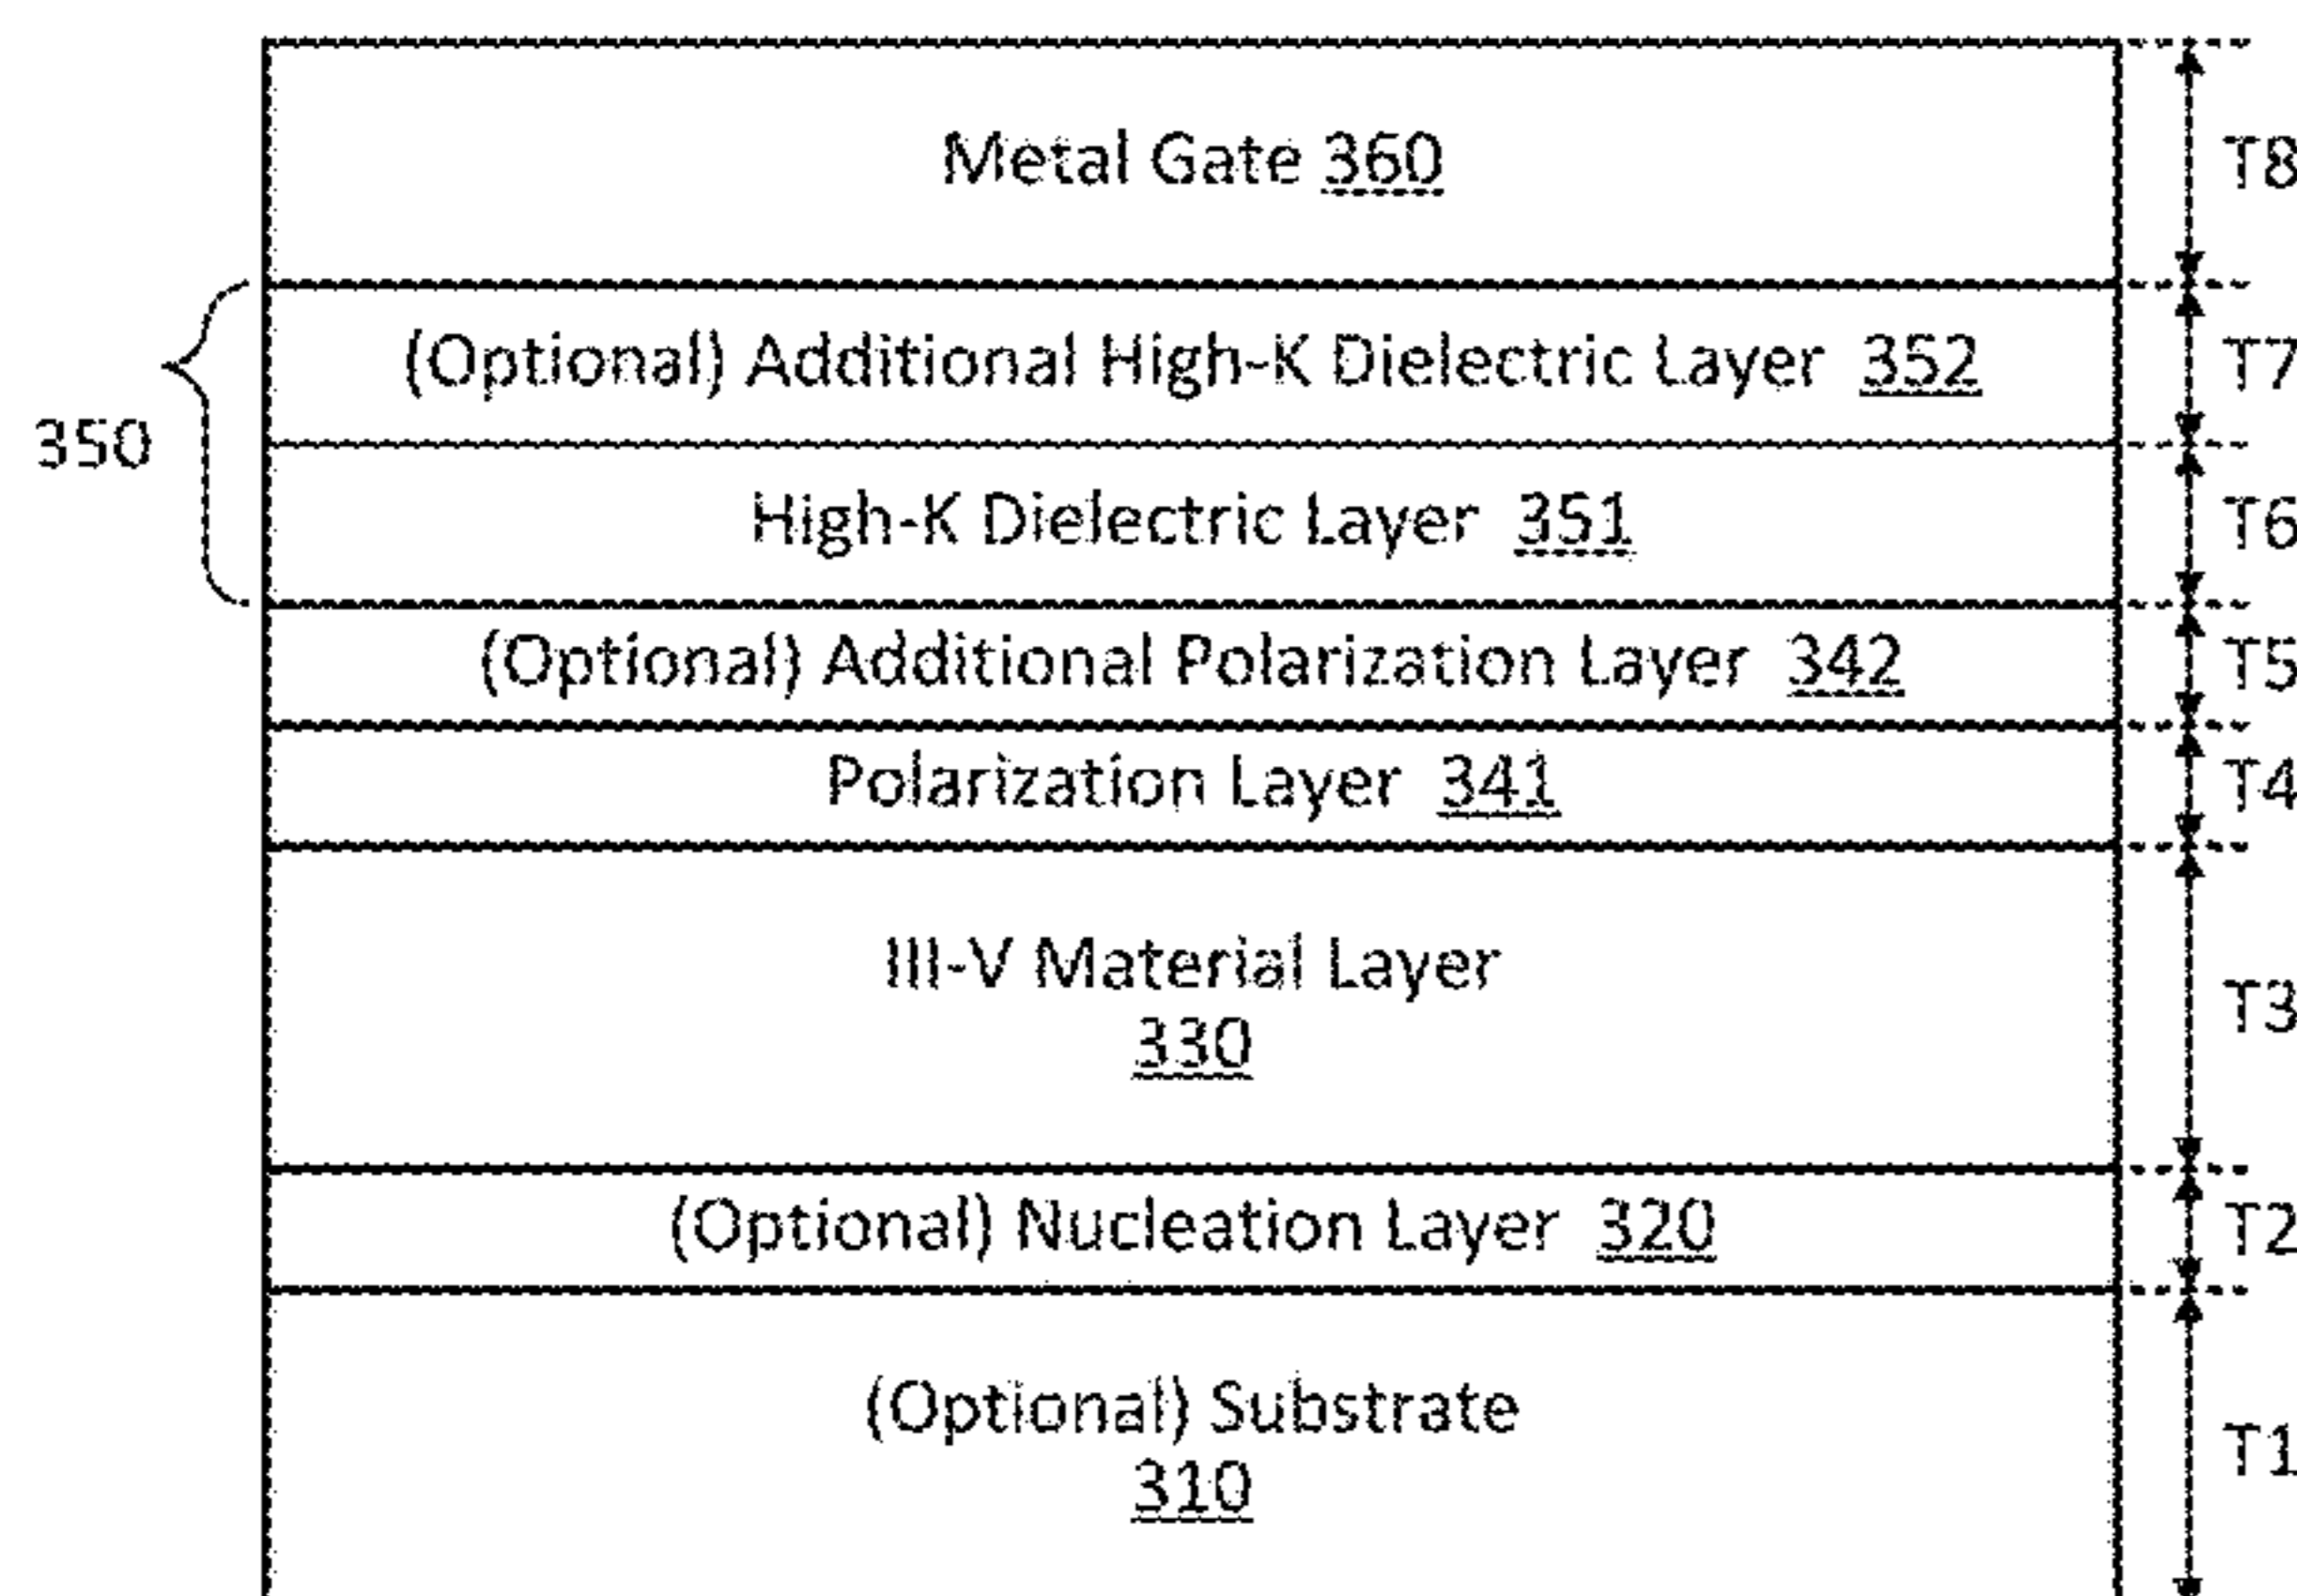 Metal Gate 360
T8
(Optional) Additional High-K Dielectric Layer 352
T7
350
High-K Dielectric Layer 351
T6
(Optional) Additional Polarization Layer 342
T5
Polarization Layer 341
T4
III-V Material Layer
330
T3
(Optional) Nucleation Layer 320
T2
(Optional) Substrate
310
T1